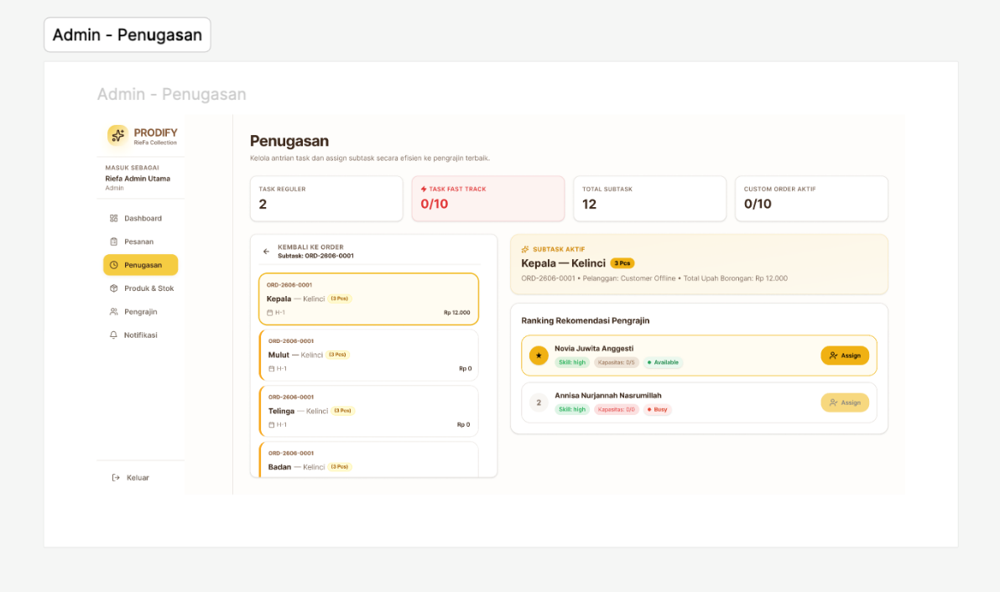 Admin - Penugasan
Admin - Penugasan
PRODIFY
RieFa Collection
MASUK SEBAGAI
Riefa Admin Utama
Admin
Dashboard
Pesanan
Penugasan
Produk & Stok
Pengrajin
Notifikasi
Keluar
Penugasan
Kelola antrian task dan assign subtask secara efisien ke pengrajin terbaik.
TASK REGULER
2
TASK FAST TRACK
0/10
TOTAL SUBTASK
12
CUSTOM ORDER AKTIF
0/10
KEMBALI KE ORDER
Subtask: ORD-2606-0001
ORD-2606-0001
Kepala — Kelinci (3 Pcs)
H-1 Rp 12.000
ORD-2606-0001
Mulut — Kelinci (3 Pcs)
H-1 Rp 0
ORD-2606-0001
Telinga — Kelinci (3 Pcs)
H-1 Rp 0
ORD-2606-0001
Badan — Kelinci (3 Pcs)
SUBTASK AKTIF
Kepala — Kelinci 3 Pcs
ORD-2606-0001 • Pelanggan: Customer Offline • Total Upah Borongan: Rp 12.000
Ranking Rekomendasi Pengrajin
Novia Juwita Anggesti
Skill: high Kapasitas: 0/5 • Available
Assign
2
Annisa Nurjannah Nasrumillah
Skill: high Kapasitas: 0/0 • Busy
Assign